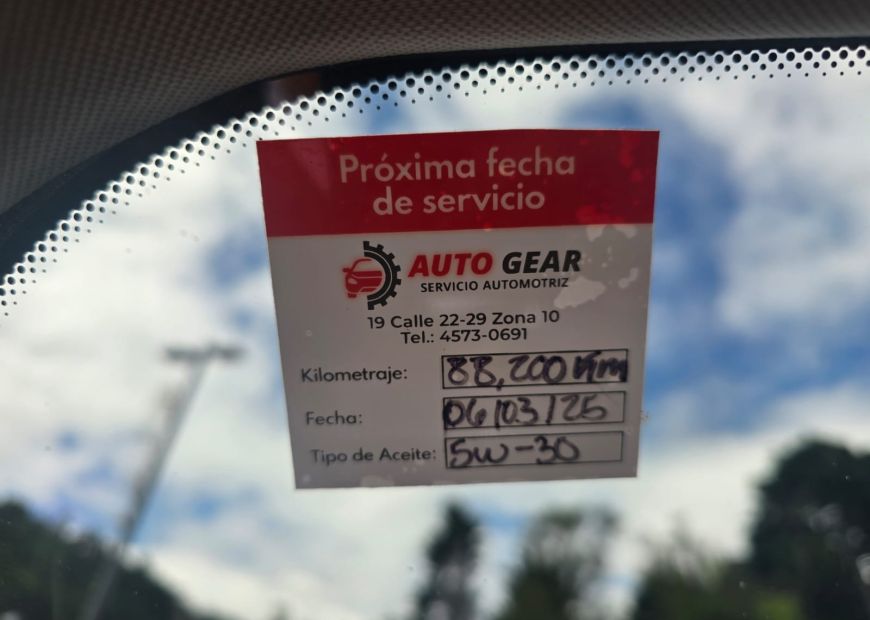 Próxima fecha
de servicio
AUTO GEAR
SERVICIO AUTOMOTRIZ
19 Calle 22-29 Zona 10
Tel.: 4573-0691
Kilometraje: 88,200 Km
Fecha: 06/03/25
Tipo de Aceite: 5w-30